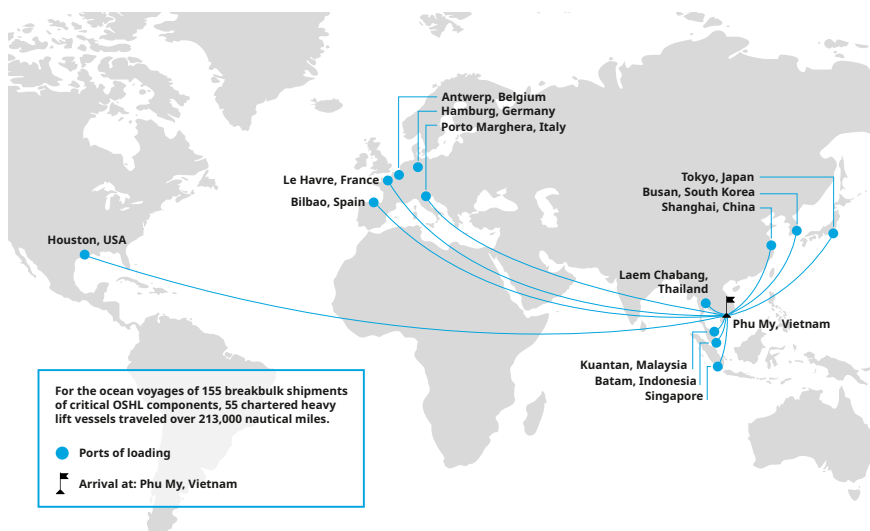 Antwerp, Belgium
Hamburg, Germany
Porto Marghera, Italy
Le Havre, France
Bilbao, Spain
Houston, USA
Tokyo, Japan
Busan, South Korea
Shanghai, China
Laem Chabang,
Thailand
Phu My, Vietnam
Kuantan, Malaysia
Batam, Indonesia
Singapore
For the ocean voyages of 155 breakbulk shipments
of critical OSHL components, 55 chartered heavy
lift vessels traveled over 213,000 nautical miles.
Ports of loading
Arrival at: Phu My, Vietnam